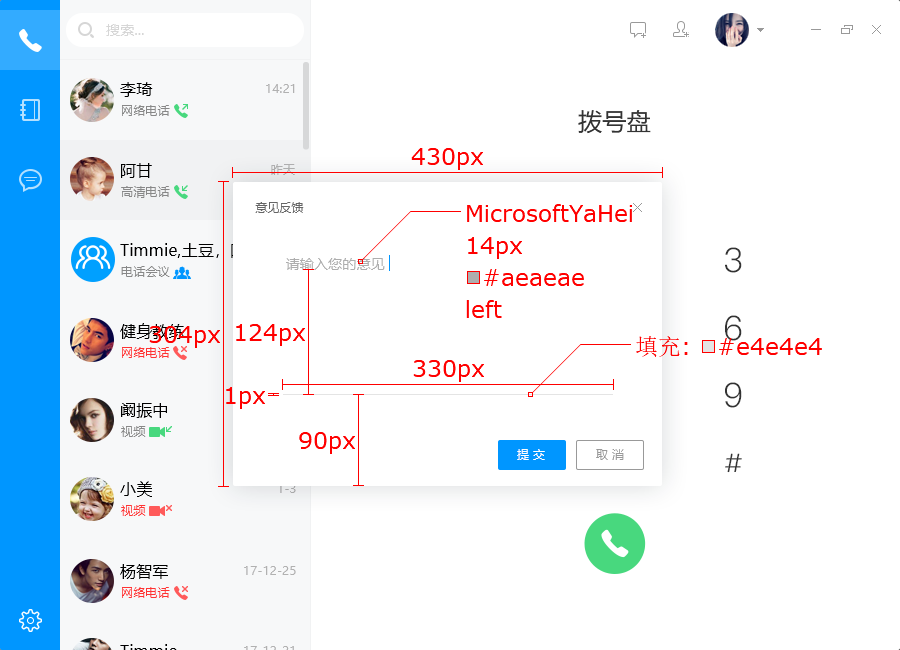 搜索...
李琦 14:21
网络电话
拨号盘
430px
阿甘 昨天
高清电话
意见反馈
MicrosoftYaHei
14px
#aeaeae
left
请输入您的意见
Timmie,土豆,
电话会议
3
健身教练
网络电话
304px
124px
6
填充: #e4e4e4
330px
1px
9
阚振中
视频
90px
提交 取消
#
小美 1-3
视频
杨智军 17-12-25
网络电话
Timmie 17-12-21